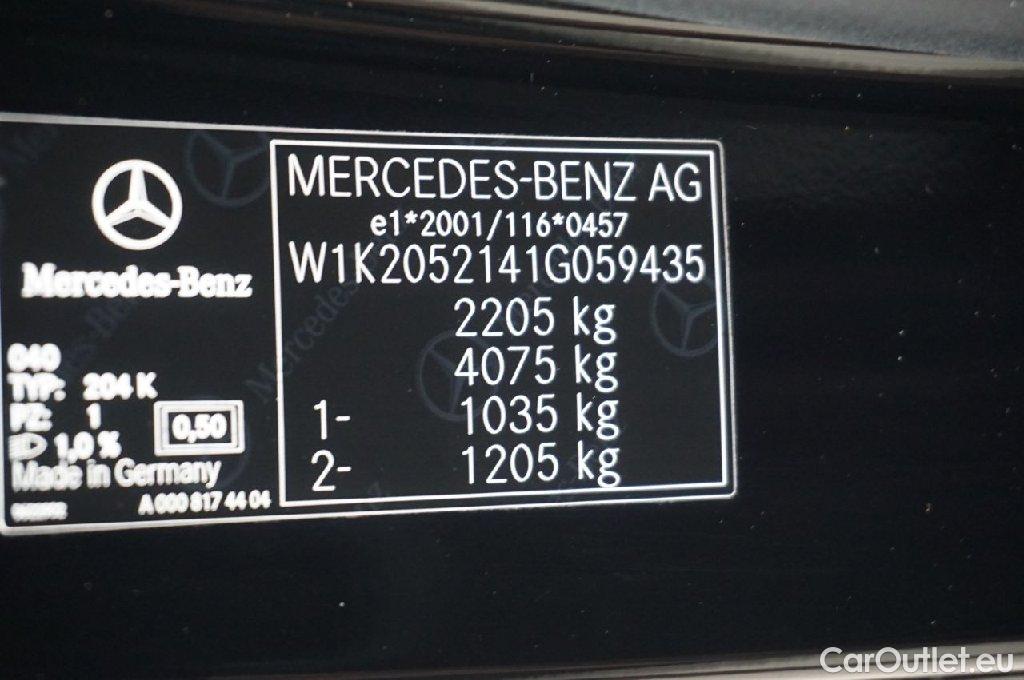 Mercedes-Benz
040
TYP: 204 K
PZ: 1
1,0 %
0,50
Made in Germany
A 000 817 44 04
MERCEDES-BENZ AG
e1*2001/116*0457
W1K2052141G059435
2205 kg
4075 kg
1- 1035 kg
2- 1205 kg
CarOutlet.eu